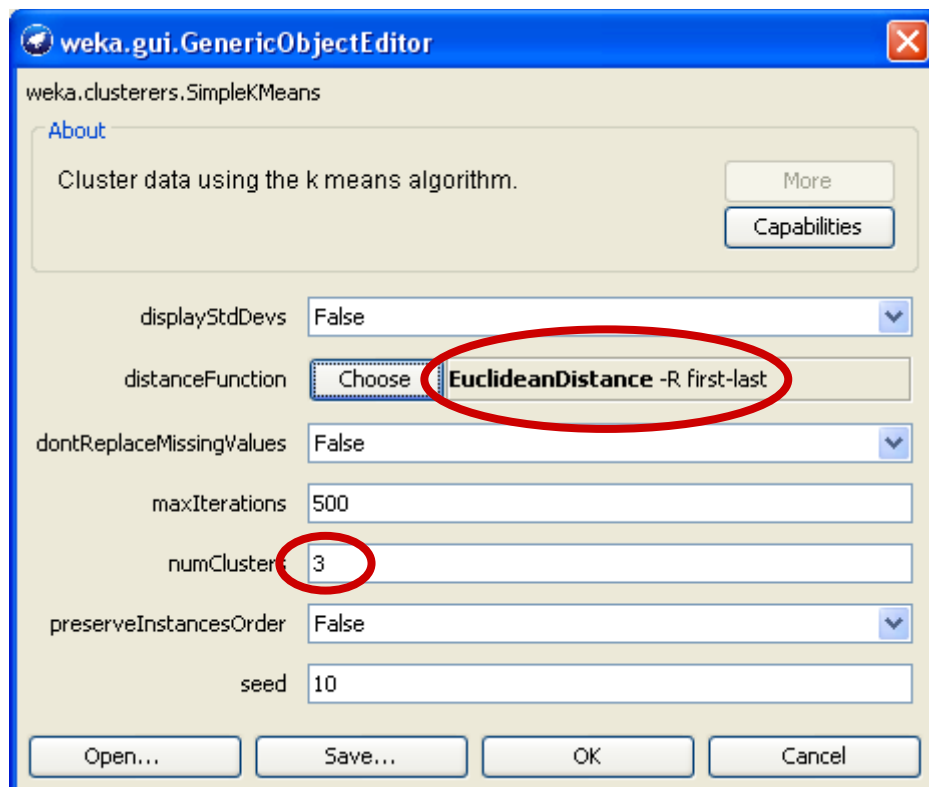 weka.gui.GenericObjectEditor
weka.clusterers.SimpleKMeans
About
Cluster data using the k means algorithm.
More
Capabilities
displayStdDevs False
distanceFunction Choose EuclideanDistance -R first-last
dontReplaceMissingValues False
maxIterations 500
numClusters 3
preserveInstancesOrder False
seed 10
Open... Save... OK Cancel